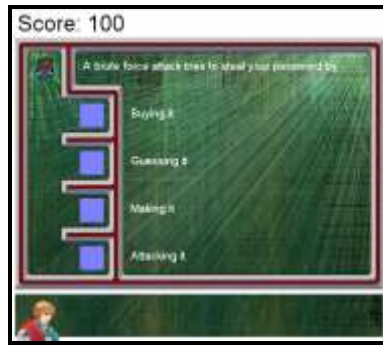 Score: 100
A brute force attack tries to steal your password by
Buying it
Guessing it
Making it
Attacking it